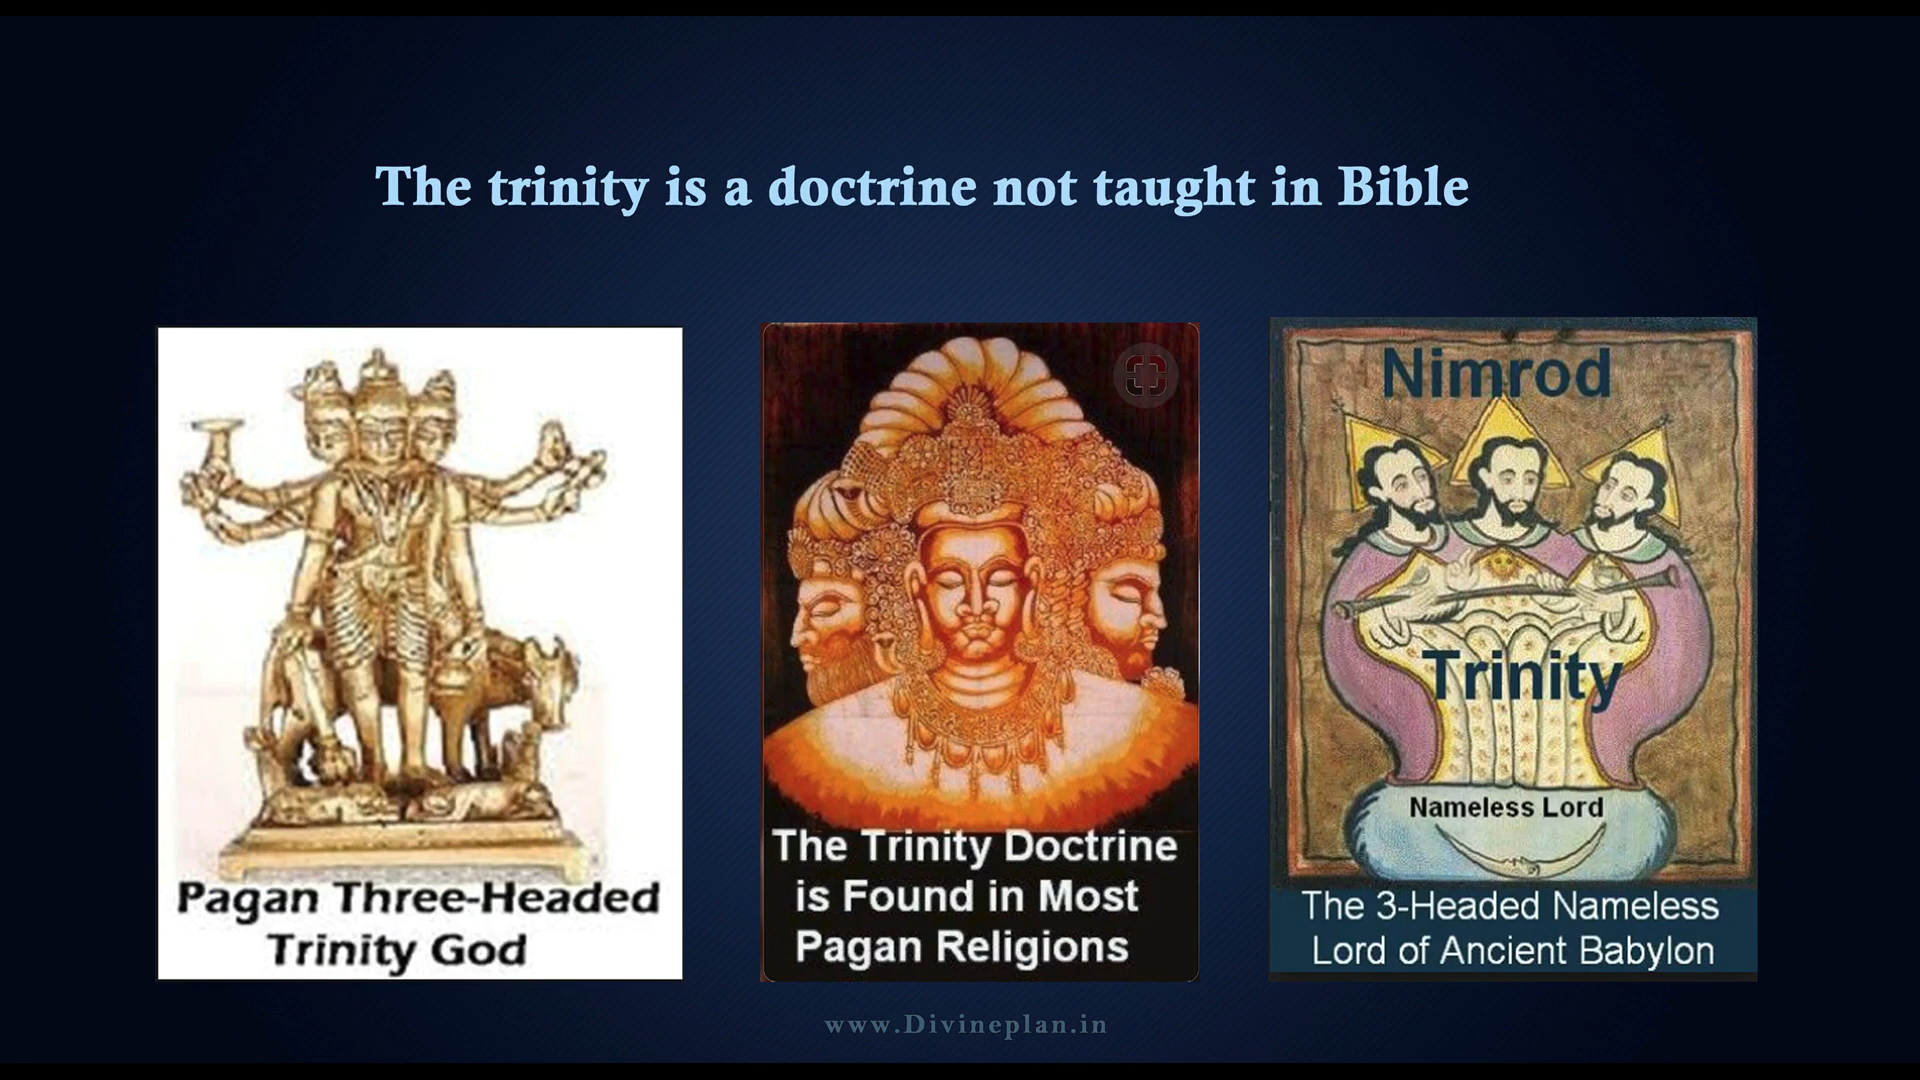 The trinity is a doctrine not taught in Bible
Pagan Three-Headed
Trinity God
The Trinity Doctrine
is Found in Most
Pagan Religions
Nimrod
Trinity
Nameless Lord
The 3-Headed Nameless
Lord of Ancient Babylon
www.Divineplan.in